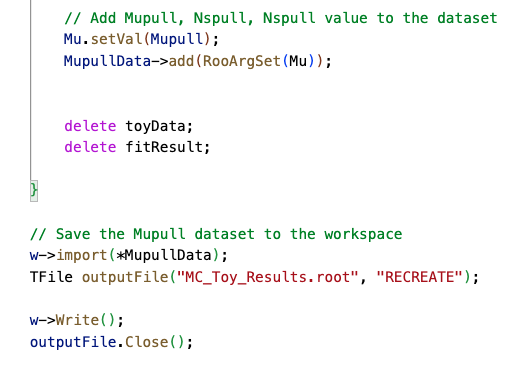 // Add Mupull, Nspull, Nspull value to the dataset
Mu.setVal(Mupull);
MupullData->add(RooArgSet(Mu));
delete toyData;
delete fitResult;
}
// Save the Mupull dataset to the workspace
w->import(*MupullData);
TFile outputFile("MC_Toy_Results.root", "RECREATE");
w->Write();
outputFile.Close();